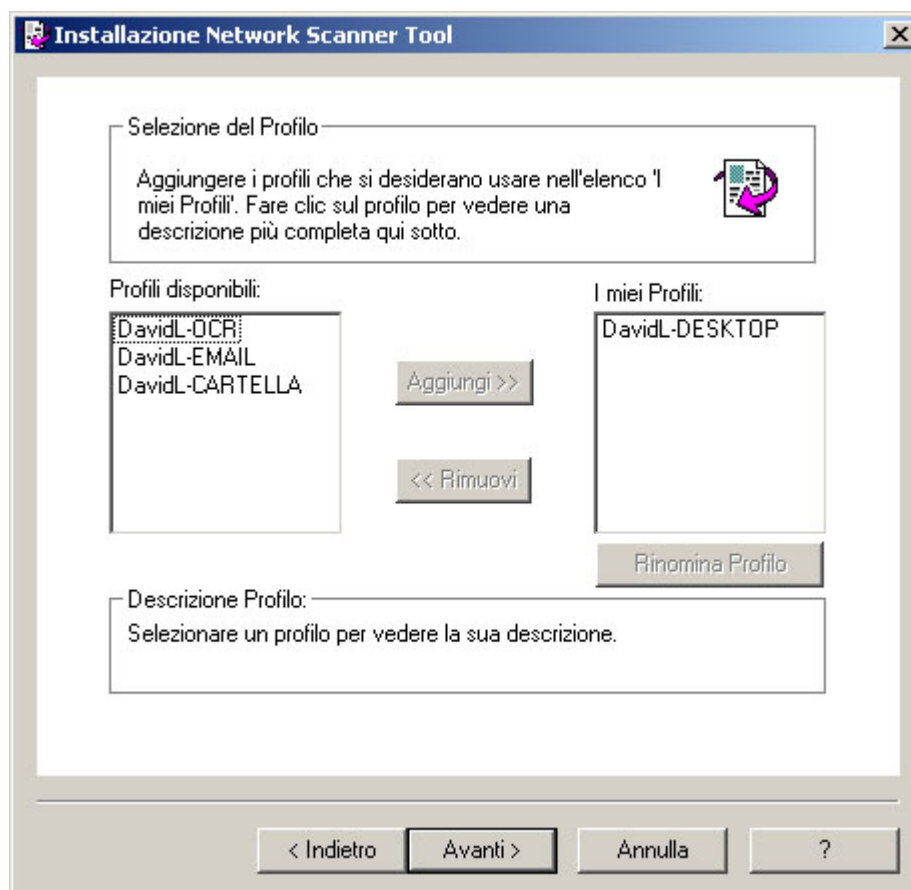 Installazione Network Scanner Tool
Selezione del Profilo
Aggiungere i profili che si desiderano usare nell'elenco 'I
miei Profili'. Fare clic sul profilo per vedere una
descrizione più completa qui sotto.
Profili disponibili:
DavidL-OCR
DavidL-EMAIL
DavidL-CARTELLA
Aggiungi >>
<< Rimuovi
I miei Profili:
DavidL-DESKTOP
Rinomina Profilo
Descrizione Profilo:
Selezionare un profilo per vedere la sua descrizione.
< Indietro
Avanti >
Annulla
?